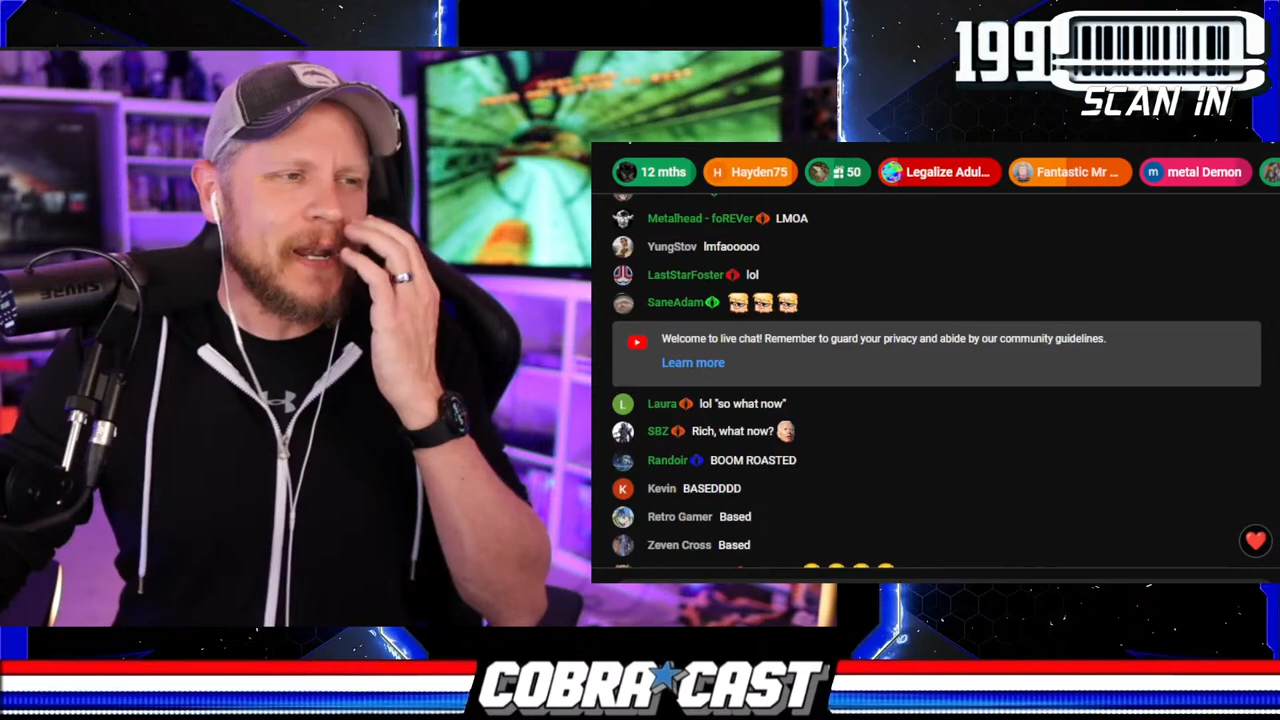 199
SCAN IN
12 mths
H Hayden75
50
Legalize Adul...
Fantastic Mr ...
m metal Demon
Metalhead - foREVer LMOA
YungStov lmfaooooo
LastStarFoster lol
SaneAdam
Welcome to live chat! Remember to guard your privacy and abide by our community guidelines.
Learn more
L Laura lol "so what now"
SBZ Rich, what now?
Randoir BOOM ROASTED
K Kevin BASEDDDD
Retro Gamer Based
Zeven Cross Based
SHURE
COBRA CAST